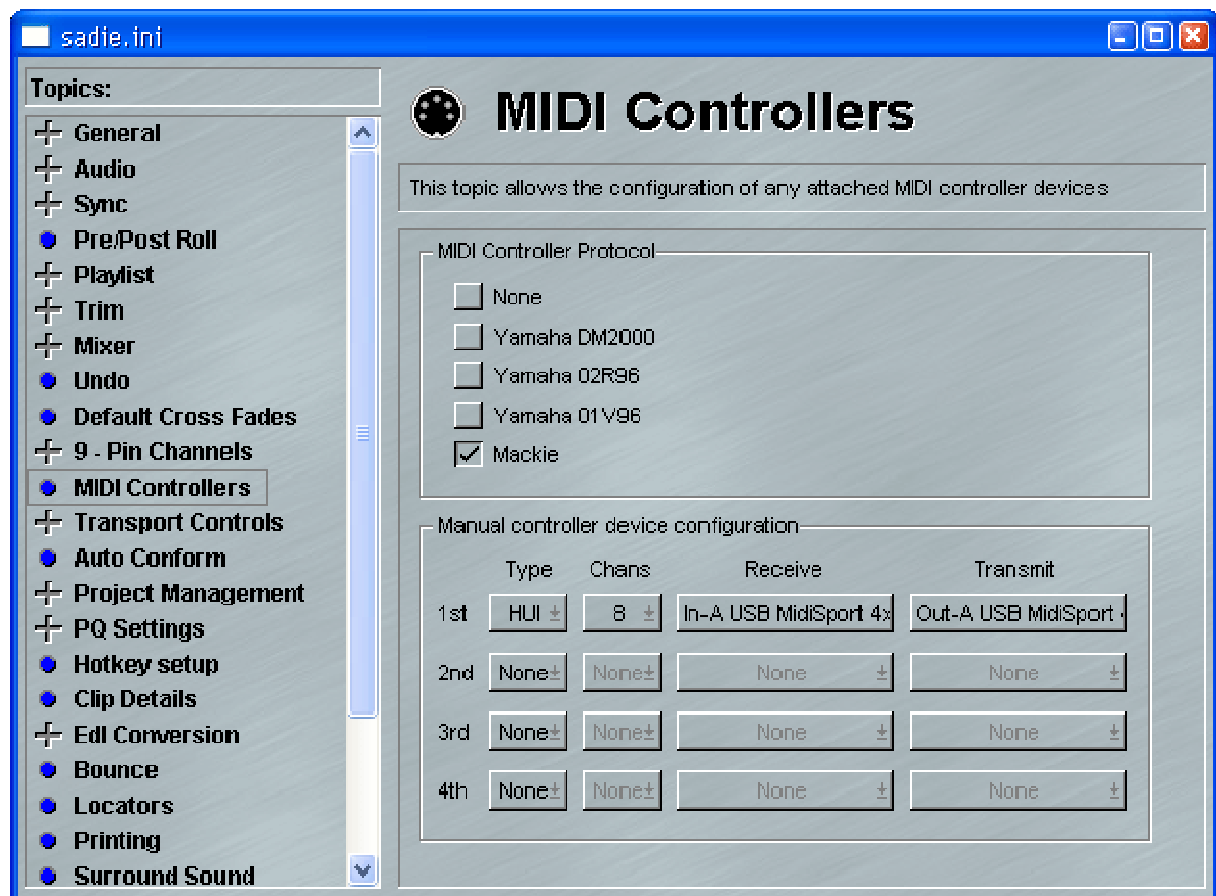 sadie.ini
Topics:
General
Audio
Sync
Pre/Post Roll
Playlist
Trim
Mixer
Undo
Default Cross Fades
9 - Pin Channels
MIDI Controllers
Transport Controls
Auto Conform
Project Management
PQ Settings
Hotkey setup
Clip Details
Edl Conversion
Bounce
Locators
Printing
Surround Sound
MIDI Controllers
This topic allows the configuration of any attached MIDI controller devices
MIDI Controller Protocol
None
Yamaha DM2000
Yamaha 02R96
Yamaha 01V96
Mackie
Manual controller device configuration
Type Chans Receive Transmit
1st HUI 8 In-A USB MidiSport 4x Out-A USB MidiSport
2nd None None None None
3rd None None None None
4th None None None None